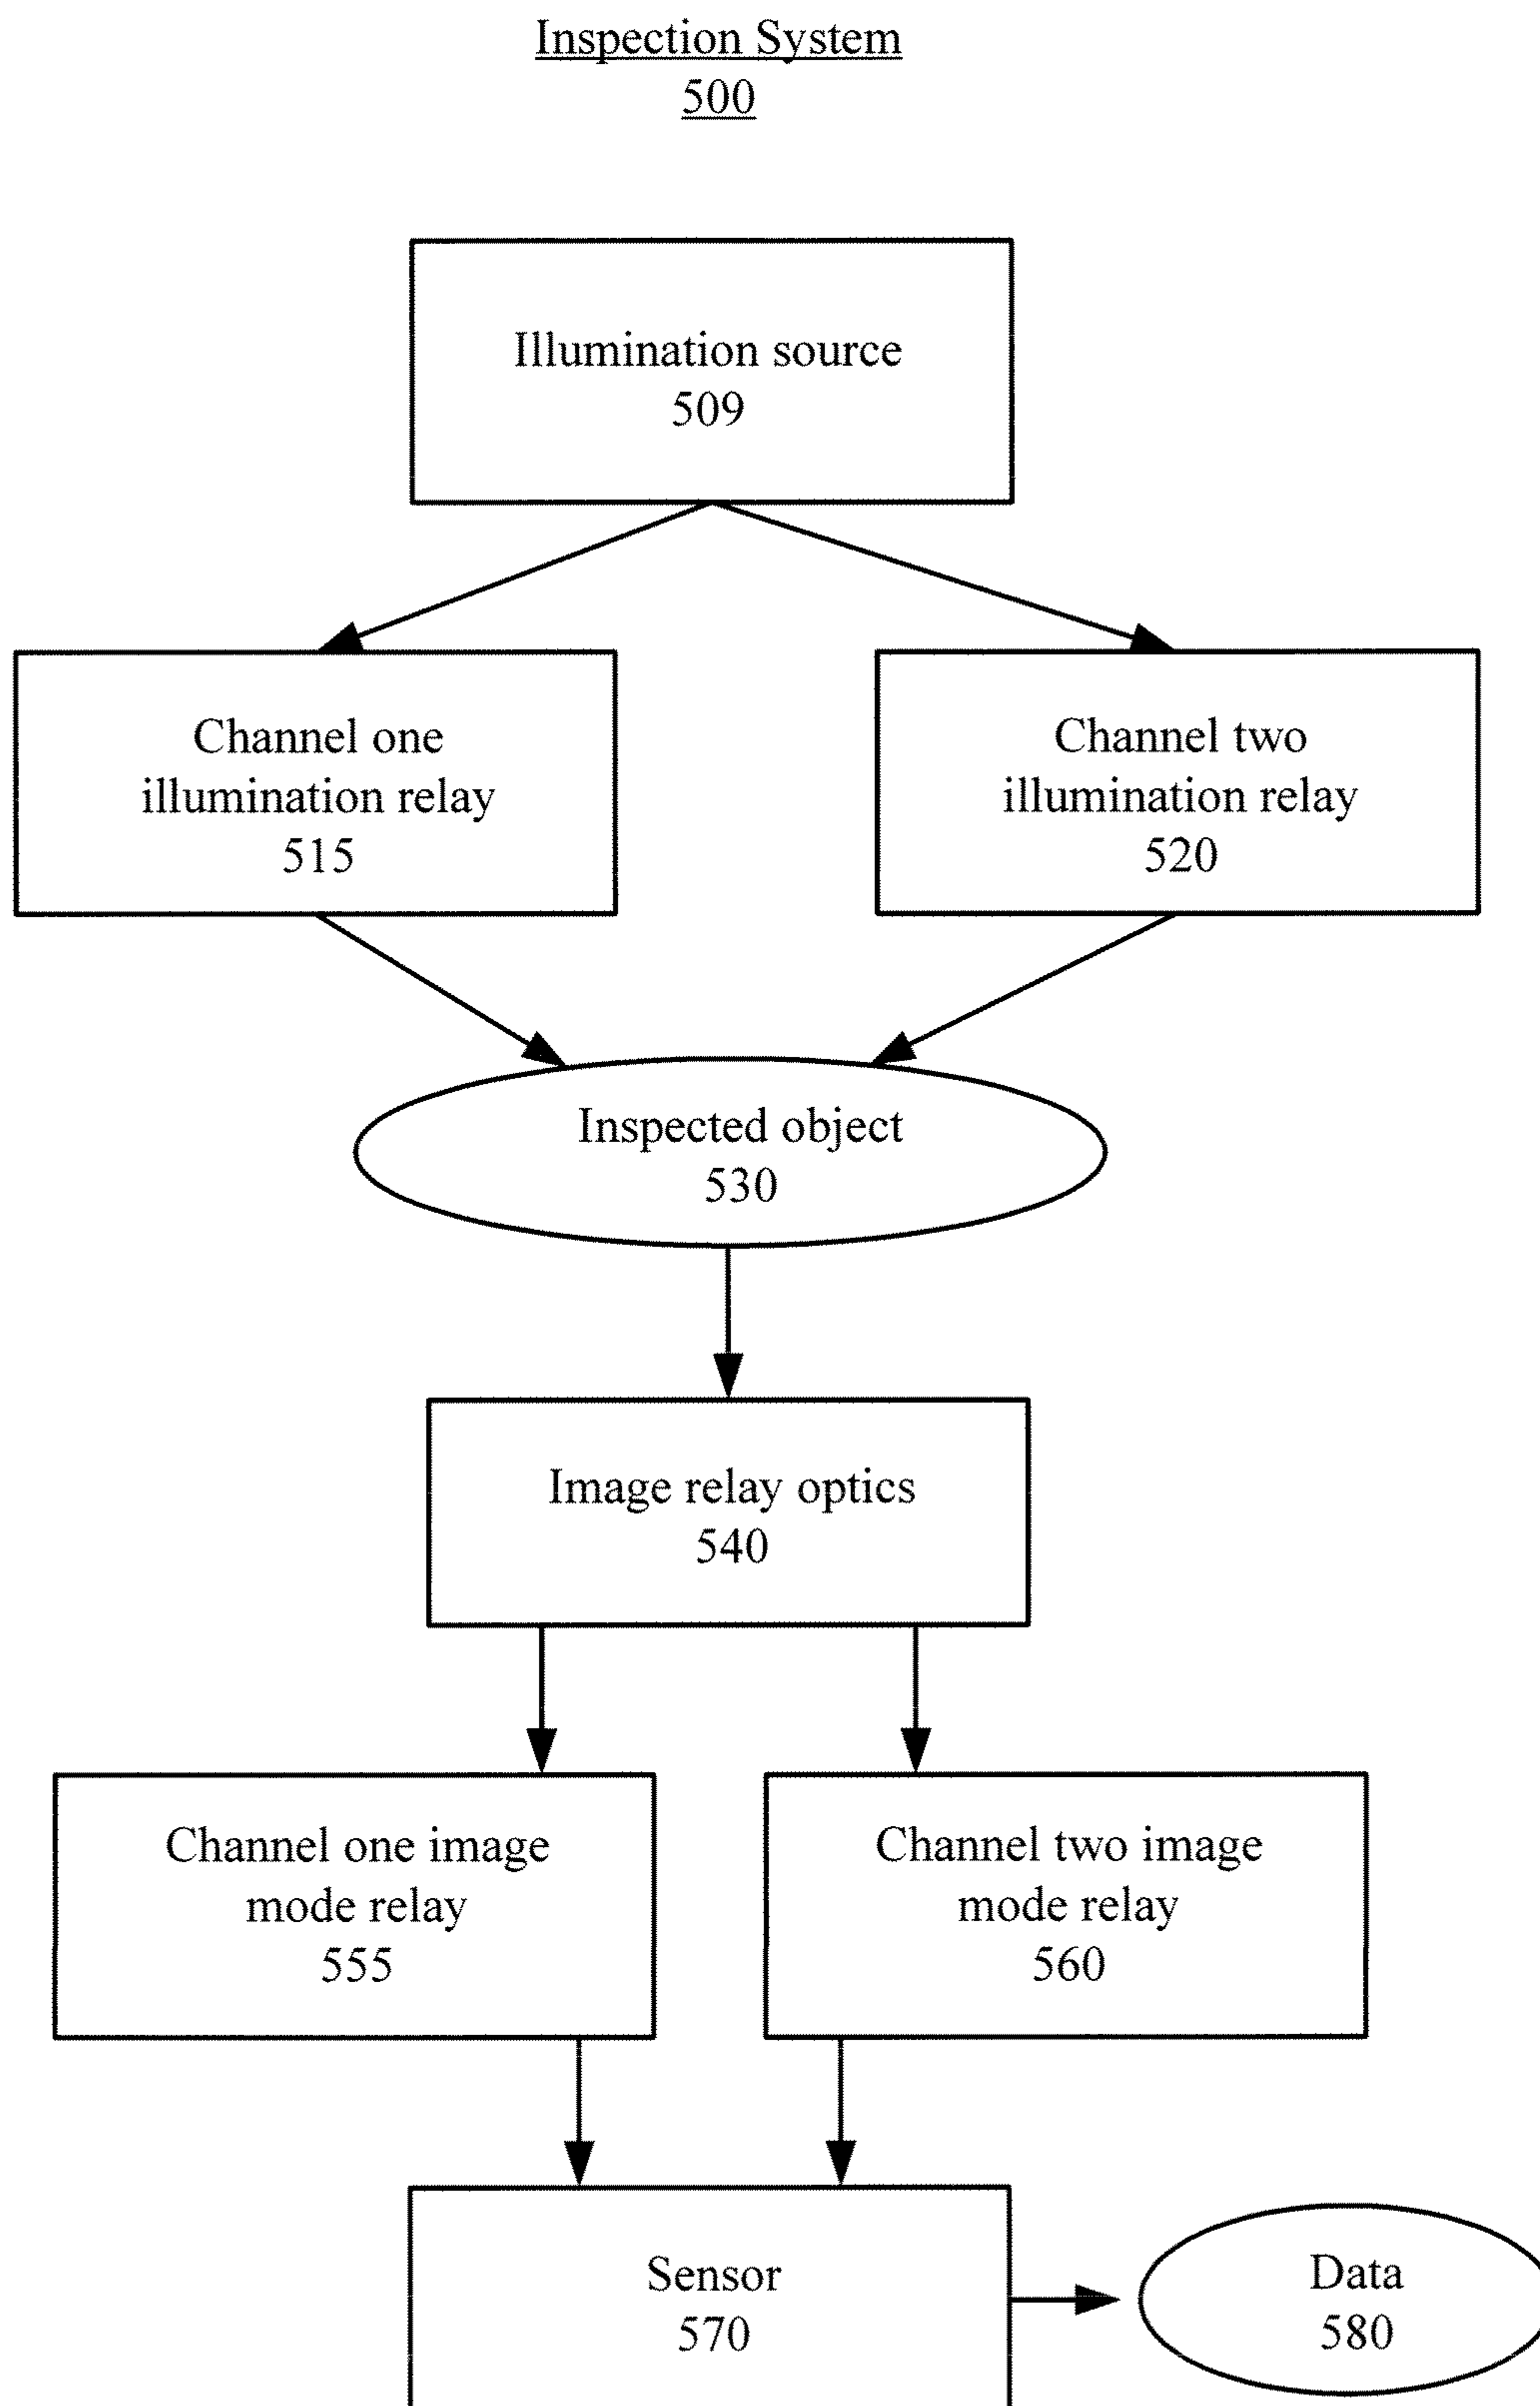 Inspection System
500
Illumination source
509
Channel one
illumination relay
515
Channel two
illumination relay
520
Inspected object
530
Image relay optics
540
Channel one image
mode relay
555
Channel two image
mode relay
560
Sensor
570
Data
580